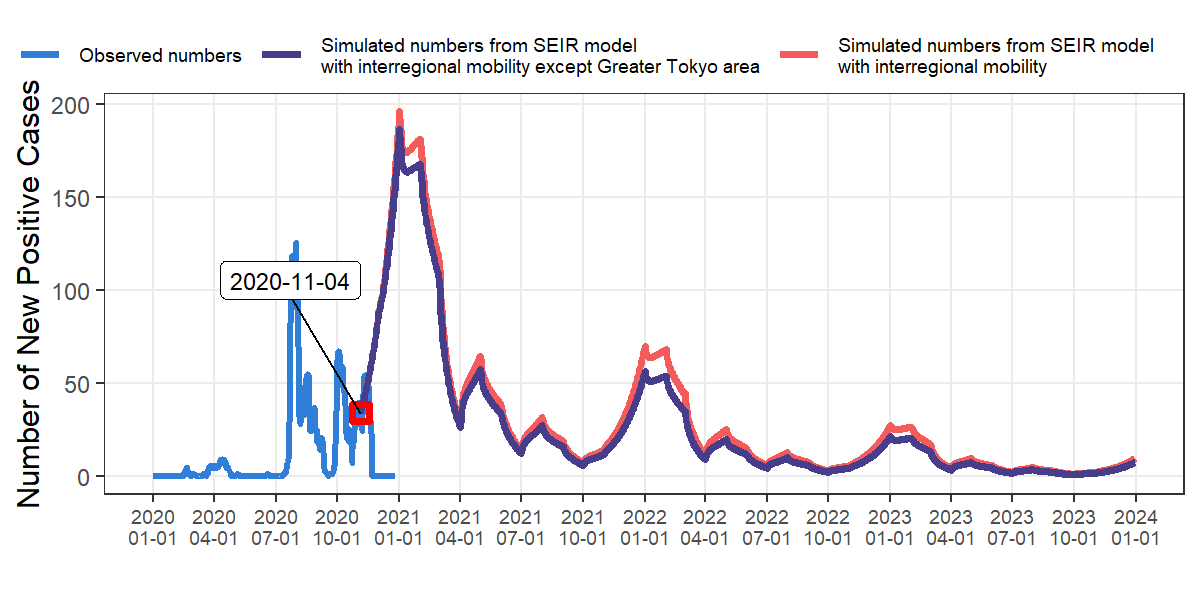 Observed numbers
Simulated numbers from SEIR model
with interregional mobility except Greater Tokyo area
Simulated numbers from SEIR model
with interregional mobility
Number of New Positive Cases
200
150
100
50
0
2020-11-04
2020 2020 2020 2020 2021 2021 2021 2021 2022 2022 2022 2022 2023 2023 2023 2023 2024
01-01 04-01 07-01 10-01 01-01 04-01 07-01 10-01 01-01 04-01 07-01 10-01 01-01 04-01 07-01 10-01 01-01